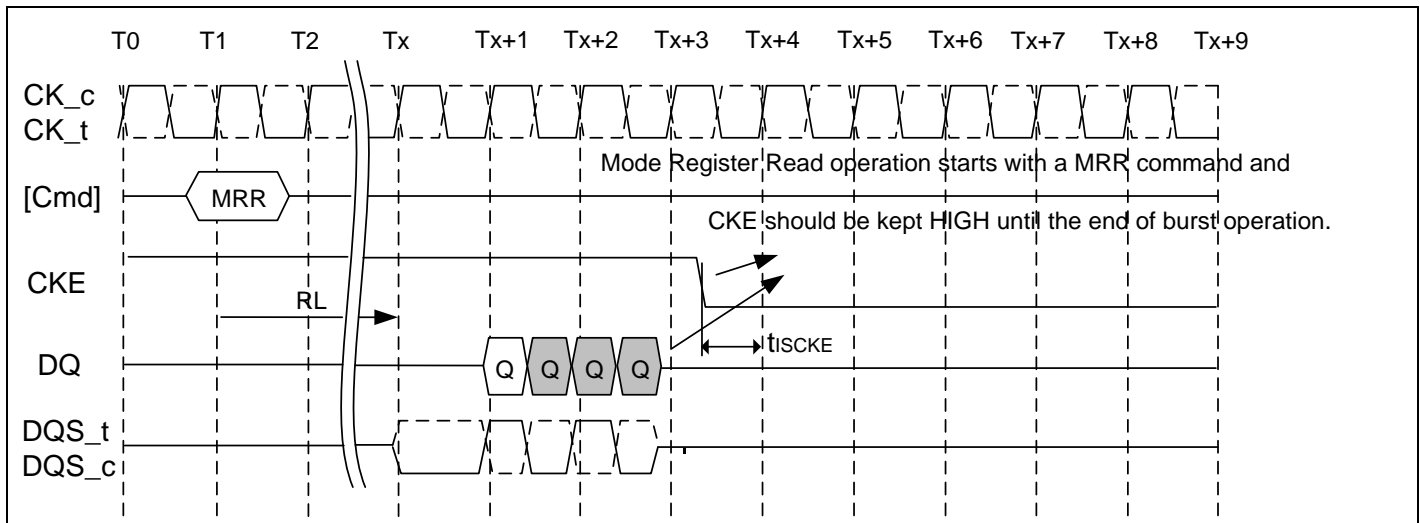 T0 T1 T2 Tx Tx+1 Tx+2 Tx+3 Tx+4 Tx+5 Tx+6 Tx+7 Tx+8 Tx+9
CK_c
CK_t
Mode Register Read operation starts with a MRR command and
[Cmd] MRR
CKE should be kept HIGH until the end of burst operation.
CKE
RL
tISCKE
DQ Q Q Q Q
DQS_t
DQS_c